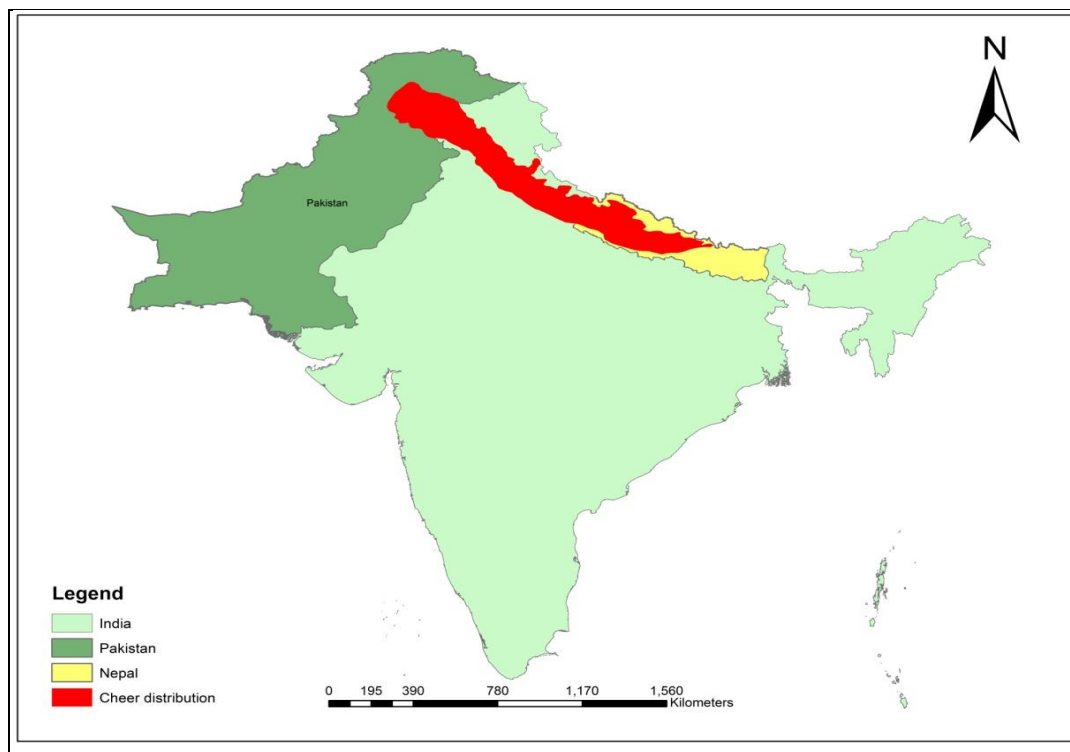 N
Pakistan
Legend
India
Pakistan
Nepal
Cheer distribution
0 195 390 780 1,170 1,560
Kilometers